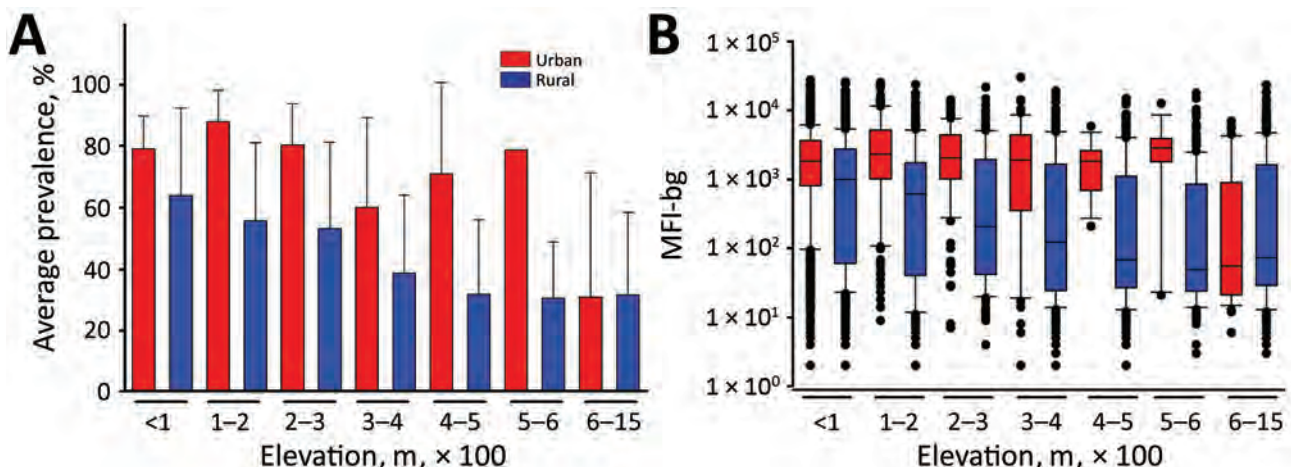 A
Average prevalence, %
100
80
60
40
20
0
Urban
Rural
<1 1–2 2–3 3–4 4–5 5–6 6–15
Elevation, m, × 100
B
MFI-bg
1 × 10⁵
1 × 10⁴
1 × 10³
1 × 10²
1 × 10¹
1 × 10⁰
<1 1–2 2–3 3–4 4–5 5–6 6–15
Elevation, m, × 100